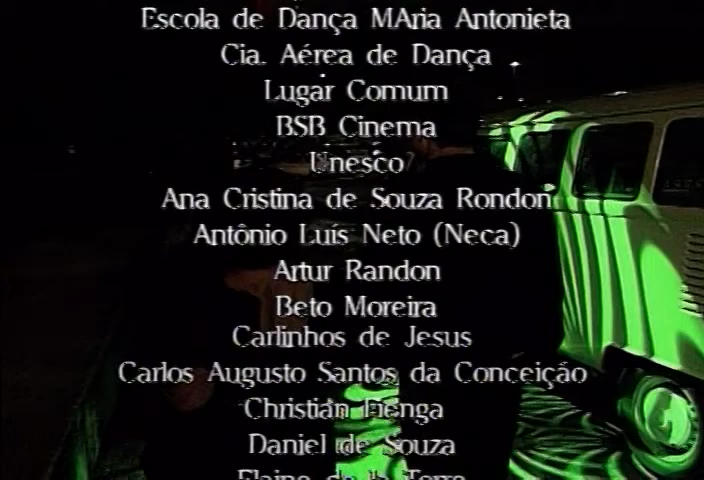 Escola de Dança MAria Antonieta
Cia. Aérea de Dança
Lugar Comum
BSB Cinema
Unesco
Ana Cristina de Souza Rondon
Antônio Luís Neto (Neca)
Artur Randon
Beto Moreira
Carlinhos de Jesus
Carlos Augusto Santos da Conceição
Christian
Daniel de Souza